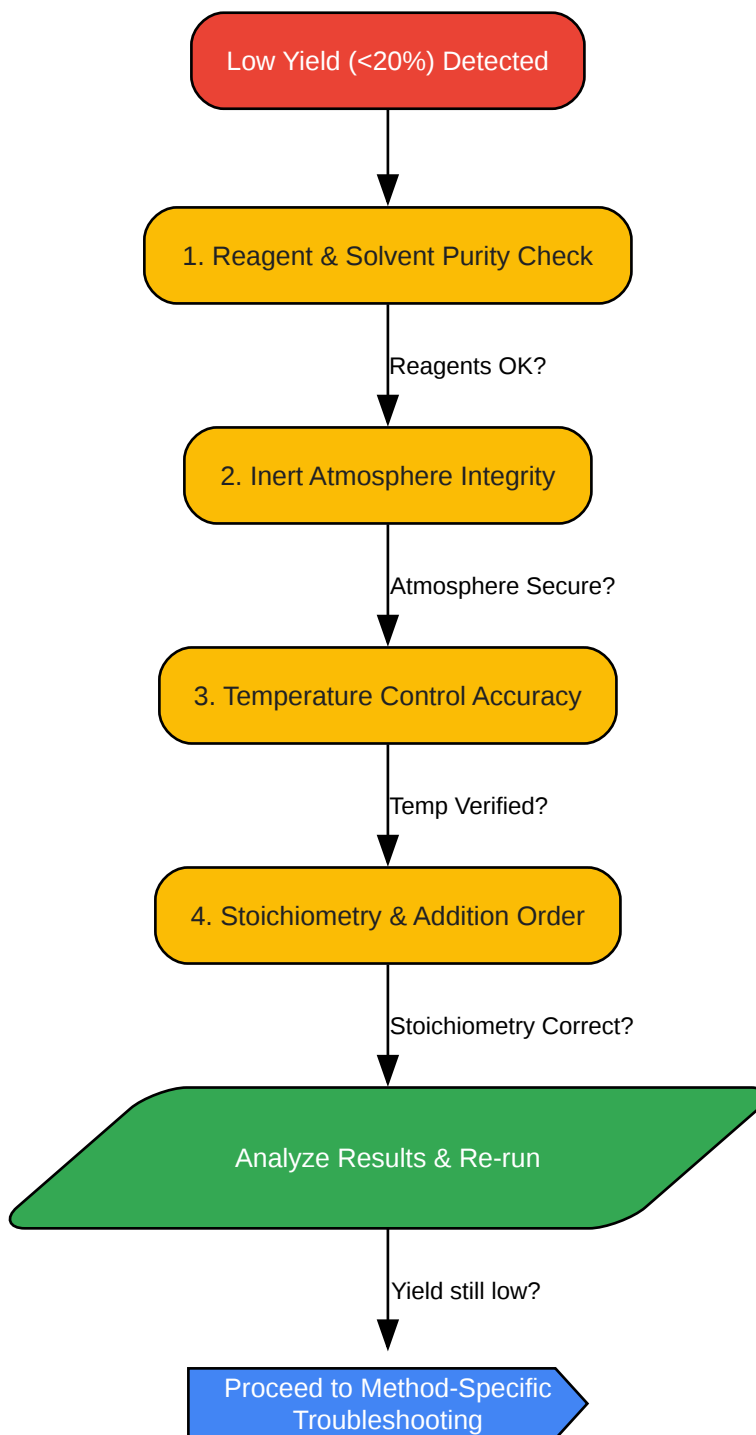 Low Yield (<20%) Detected
1. Reagent & Solvent Purity Check
Reagents OK?
2. Inert Atmosphere Integrity
Atmosphere Secure?
3. Temperature Control Accuracy
Temp Verified?
4. Stoichiometry & Addition Order
Stoichiometry Correct?
Analyze Results & Re-run
Yield still low?
Proceed to Method-Specific
Troubleshooting